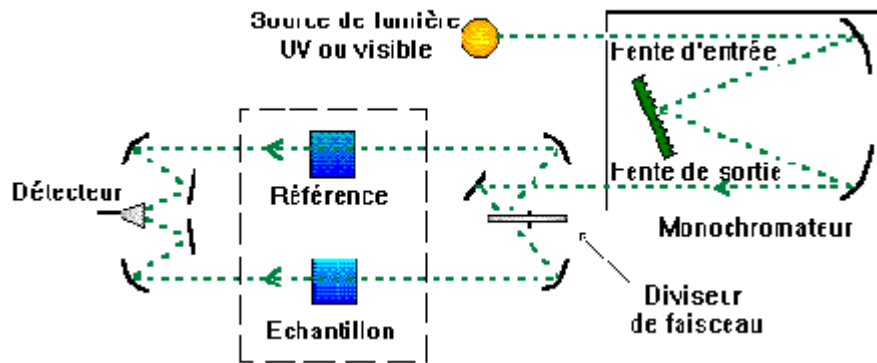 Source de lumière
UV ou visible
Fente d'entrée
Fente de sortie
Monochromateur
Détecteur
Référence
Echantillon
Diviseur
de faisceau